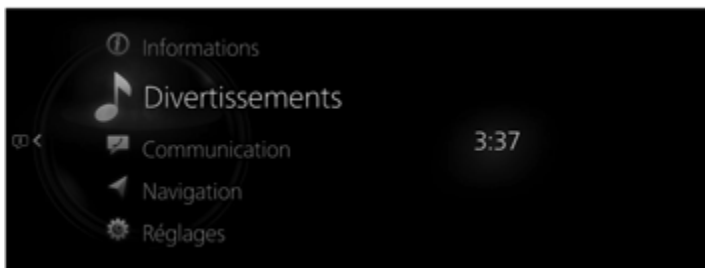 Informations
Divertissements
Communication
3:37
Navigation
Réglages